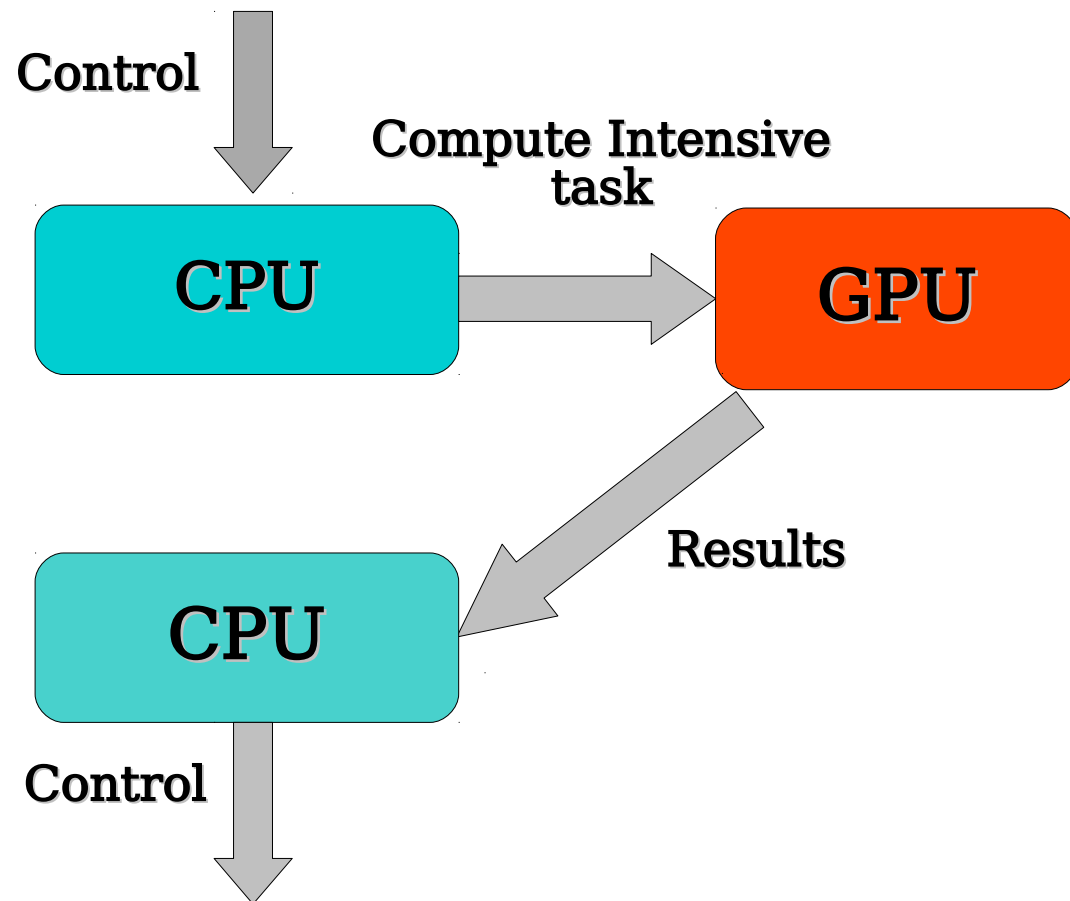 Control
Compute Intensive
task
CPU
GPU
Results
CPU
Control